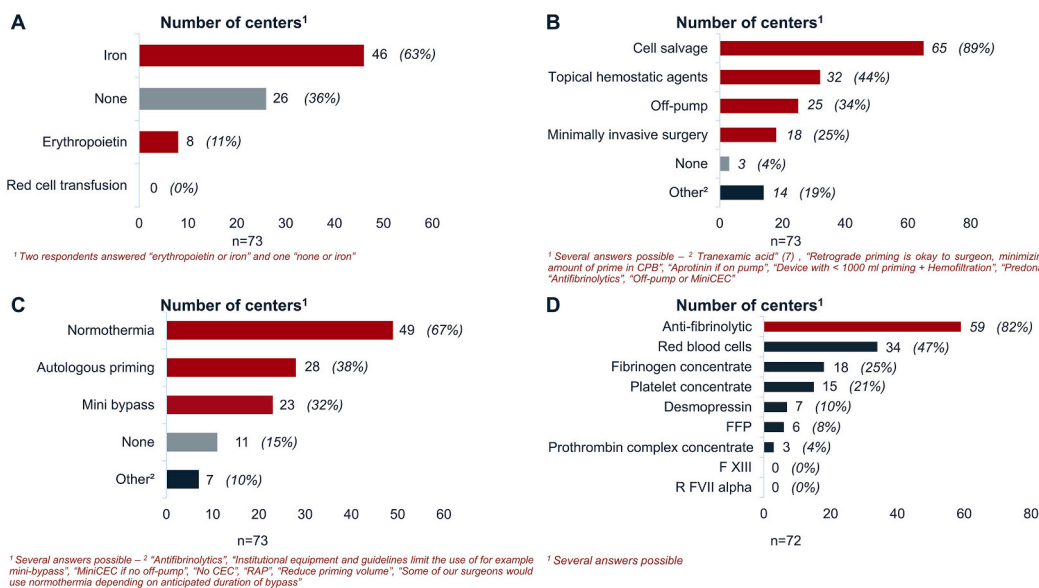 A
Number of centers¹
Iron
46 (63%)
None
26 (36%)
Erythropoietin
8 (11%)
Red cell transfusion
0 (0%)
0 10 20 30 40 50 60
n=73
¹ Two respondents answered “erythropoietin or iron” and one “none or iron”
B
Number of centers¹
Cell salvage
65 (89%)
Topical hemostatic agents
32 (44%)
Off-pump
25 (34%)
Minimally invasive surgery
18 (25%)
None
3 (4%)
Other²
14 (19%)
0 20 40 60 80
n=73
¹ Several answers possible – ² Tranexamic acid” (7) , “Retrograde priming is okay to surgeon, minimizin
amount of prime in CPB”, “Aprotinin if on pump”, “Device with < 1000 ml priming + Hemofiltration”, “Predona
“Antifibrinolytics”, “Off-pump or MiniCEC”
C
Number of centers¹
Normothermia
49 (67%)
Autologous priming
28 (38%)
Mini bypass
23 (32%)
None
11 (15%)
Other²
7 (10%)
0 10 20 30 40 50 60
n=73
¹ Several answers possible – ² “Antifibrinolytics”, “Institutional equipment and guidelines limit the use of for example
mini-bypass”, “MiniCEC if no off-pump”, “No CEC”, “RAP”, “Reduce priming volume”, “Some of our surgeons would
use normothermia depending on anticipated duration of bypass”
D
Number of centers¹
Anti-fibrinolytic
59 (82%)
Red blood cells
34 (47%)
Fibrinogen concentrate
18 (25%)
Platelet concentrate
15 (21%)
Desmopressin
7 (10%)
FFP
6 (8%)
Prothrombin complex concentrate
3 (4%)
F XIII
0 (0%)
R FVII alpha
0 (0%)
0 20 40 60 80
n=72
¹ Several answers possible